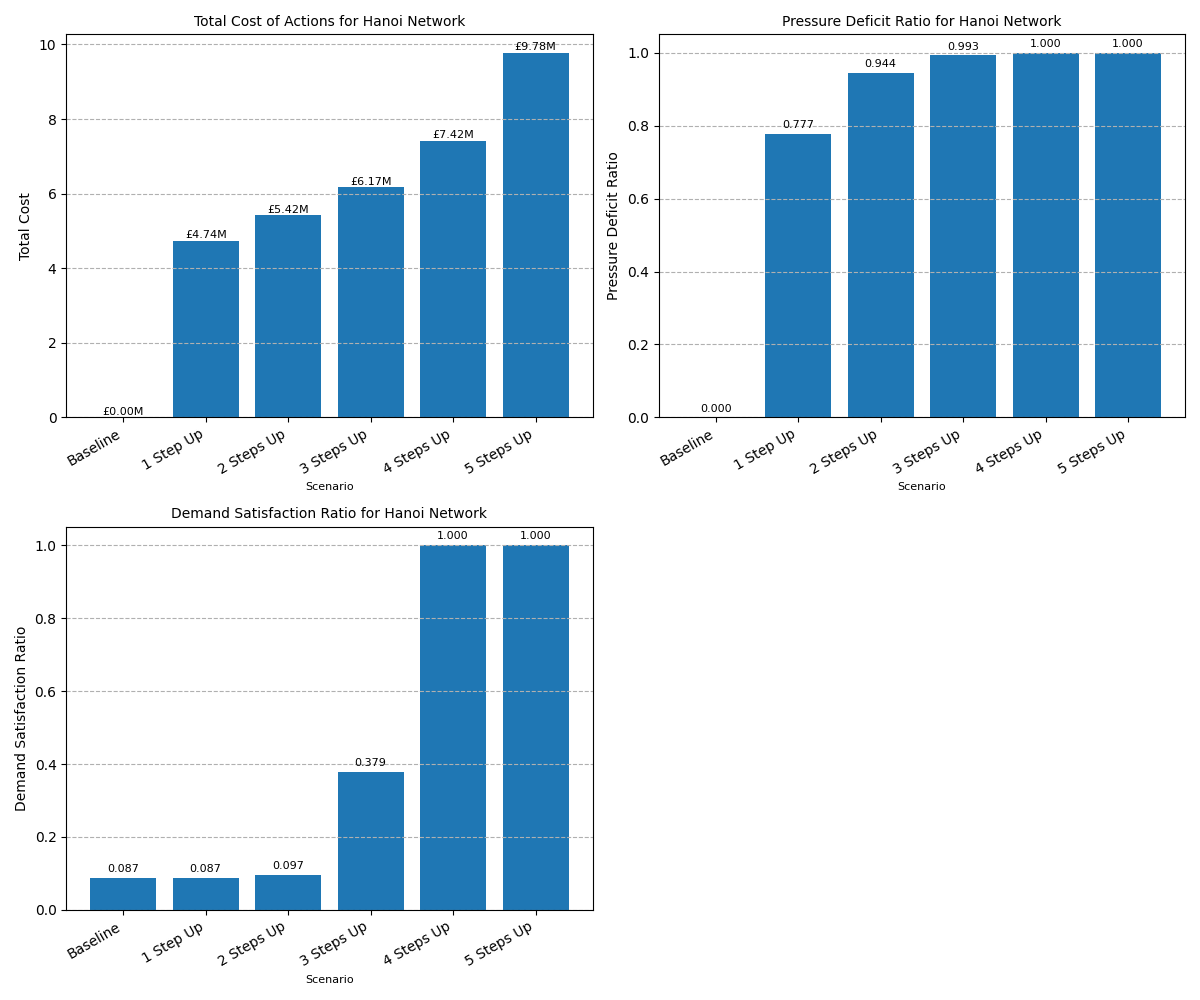 Total Cost of Actions for Hanoi Network
Total Cost
10
8
6
4
2
0
£0.00M
£4.74M
£5.42M
£6.17M
£7.42M
£9.78M
Baseline
1 Step Up
2 Steps Up
3 Steps Up
4 Steps Up
5 Steps Up
Scenario
Pressure Deficit Ratio for Hanoi Network
Pressure Deficit Ratio
1.0
0.8
0.6
0.4
0.2
0.0
0.000
0.777
0.944
0.993
1.000
1.000
Baseline
1 Step Up
2 Steps Up
3 Steps Up
4 Steps Up
5 Steps Up
Scenario
Demand Satisfaction Ratio for Hanoi Network
Demand Satisfaction Ratio
1.0
0.8
0.6
0.4
0.2
0.0
0.087
0.087
0.097
0.379
1.000
1.000
Baseline
1 Step Up
2 Steps Up
3 Steps Up
4 Steps Up
5 Steps Up
Scenario